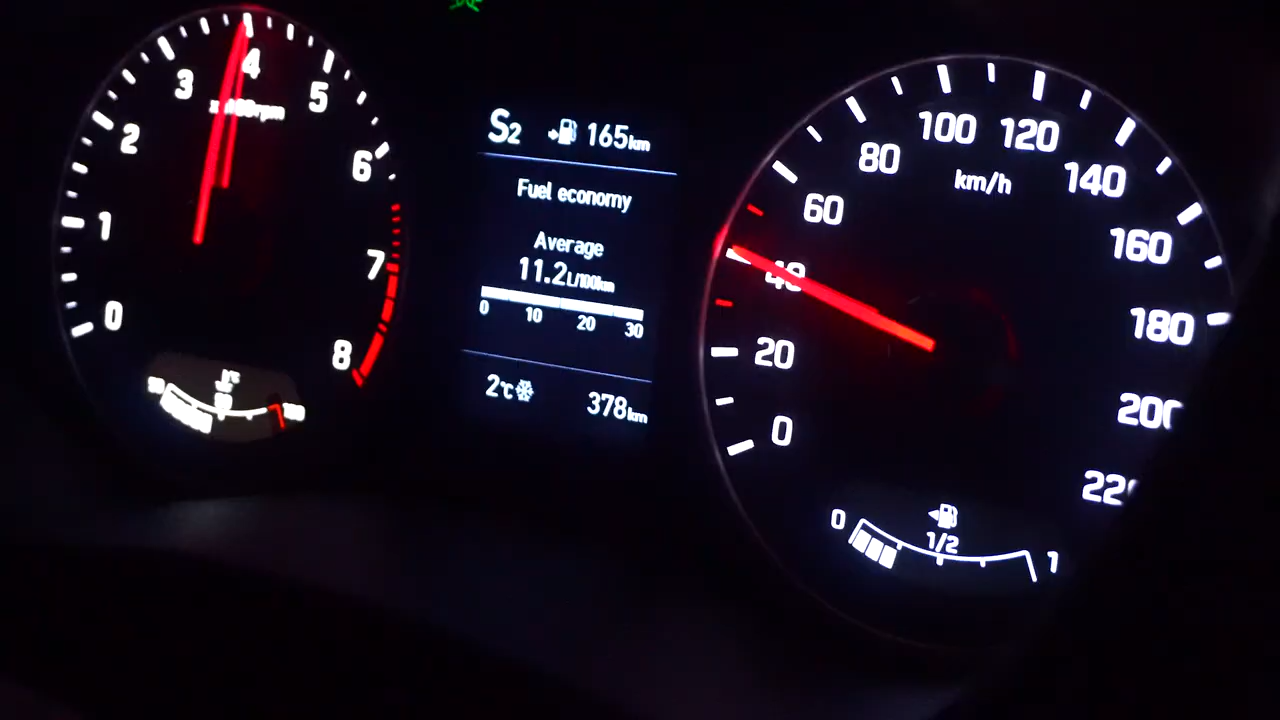 0
1
2
3
4
5
6
7
8
S2 165km
Fuel economy
Average
11.2L/100km
0 10 20 30
2℃ 378km
0
20
40
60
80
100
120
140
160
180
200
km/h
0 1/2 1